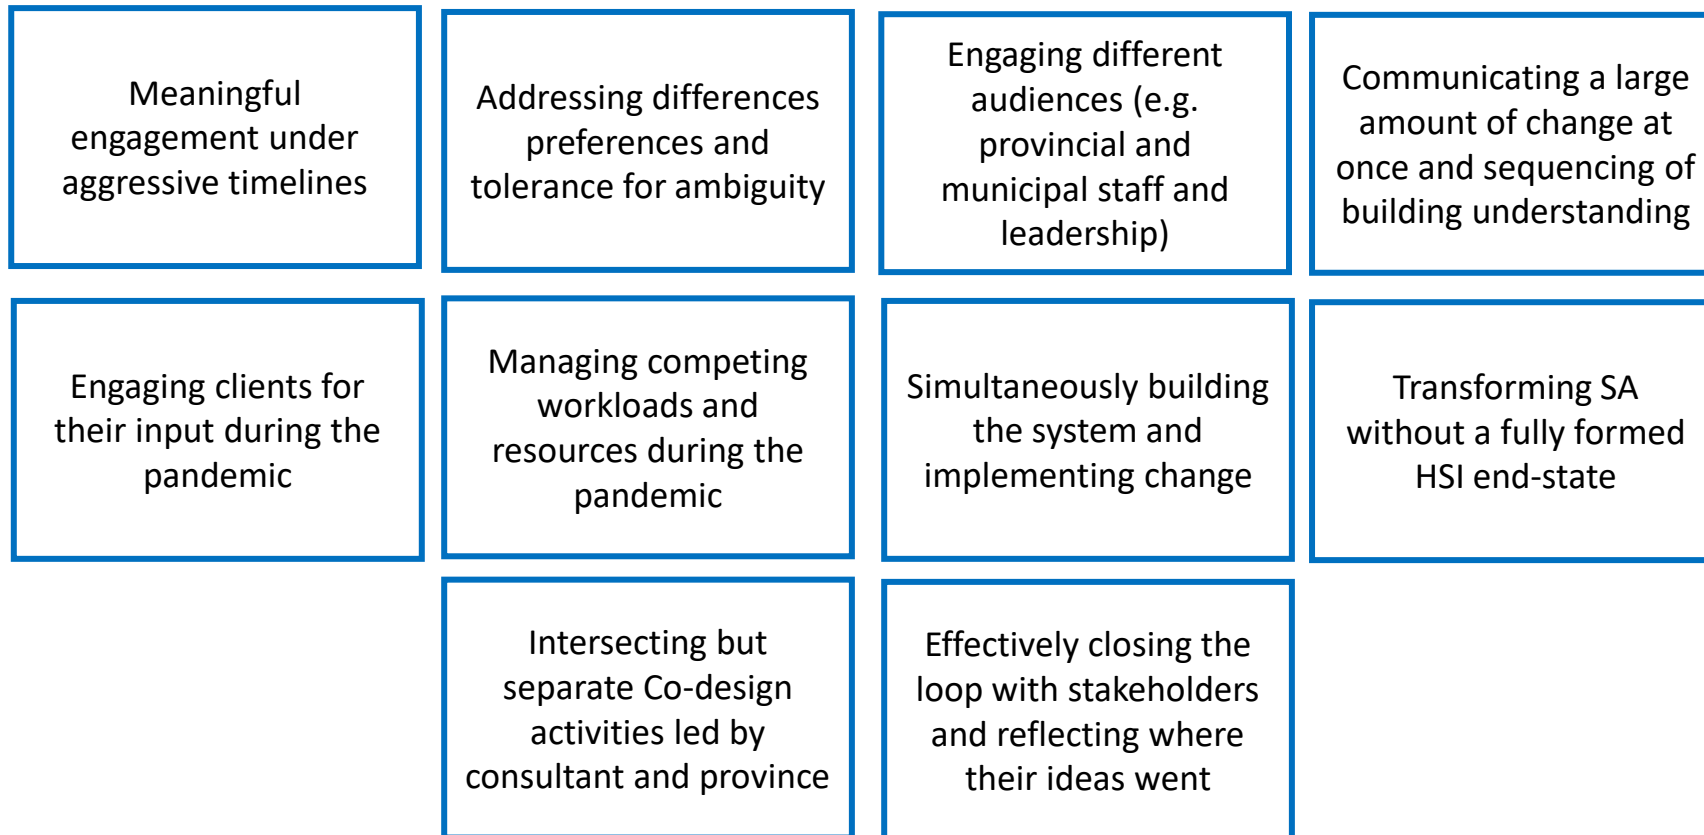 Meaningful
engagement under
aggressive timelines
Addressing differences
preferences and
tolerance for ambiguity
Engaging different
audiences (e.g.
provincial and
municipal staff and
leadership)
Communicating a large
amount of change at
once and sequencing of
building understanding
Engaging clients for
their input during the
pandemic
Managing competing
workloads and
resources during the
pandemic
Simultaneously building
the system and
implementing change
Transforming SA
without a fully formed
HSI end-state
Intersecting but
separate Co-design
activities led by
consultant and province
Effectively closing the
loop with stakeholders
and reflecting where
their ideas went